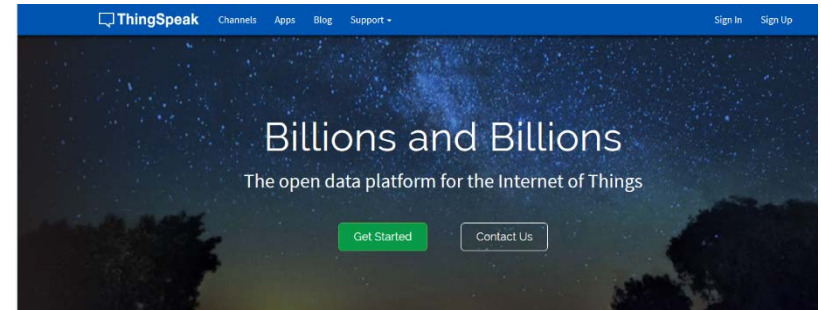 ThingSpeak Channels Apps Blog Support Sign In Sign Up
Billions and Billions
The open data platform for the Internet of Things
Get Started Contact Us